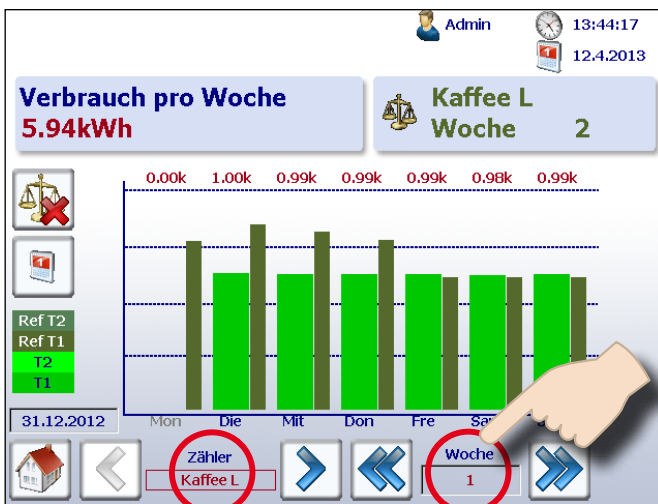 Admin 13:44:17
12.4.2013
Verbrauch pro Woche
5.94kWh
Kaffee L
Woche 2
0.00k 1.00k 0.99k 0.99k 0.99k 0.98k 0.99k
1
1
Ref T2
Ref T1
T2
T1
31.12.2012
Mon Die Mit Don Fre
Zähler
Kaffee L
Woche
1